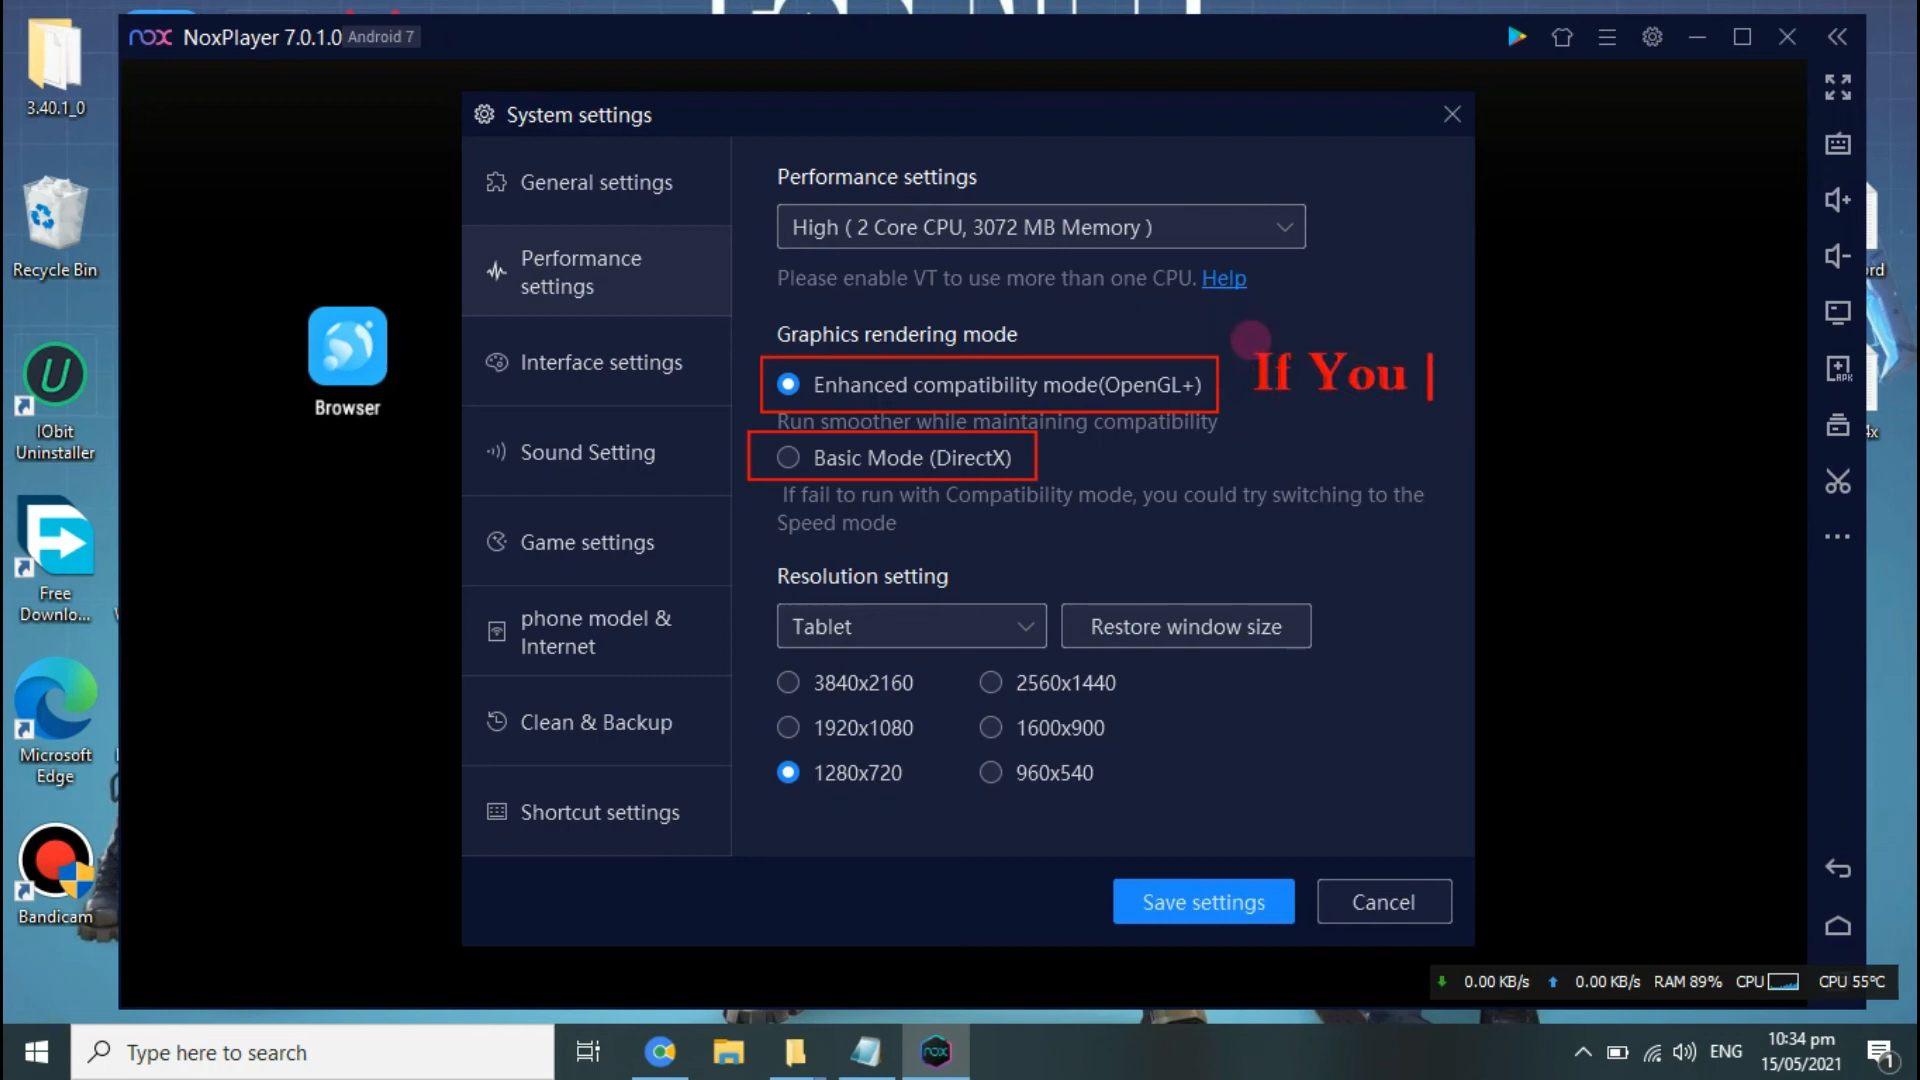 nox NoxPlayer 7.0.1.0 Android 7
3.40.1_0
Recycle Bin
IObit
Uninstaller
Free
Downlo...
Microsoft
Edge
Bandicam
Browser
System settings
General settings
Performance
settings
Interface settings
Sound Setting
Game settings
phone model &
Internet
Clean & Backup
Shortcut settings
Performance settings
High ( 2 Core CPU, 3072 MB Memory )
Please enable VT to use more than one CPU. Help
Graphics rendering mode
Enhanced compatibility mode(OpenGL+)
If You |
Run smoother while maintaining compatibility
Basic Mode (DirectX)
If fail to run with Compatibility mode, you could try switching to the
Speed mode
Resolution setting
Tablet
Restore window size
3840x2160 2560x1440
1920x1080 1600x900
1280x720 960x540
Save settings Cancel
APK
0.00 KB/s 0.00 KB/s RAM 89% CPU CPU 55°C
Type here to search
nox
ENG
10:34 pm
15/05/2021
1